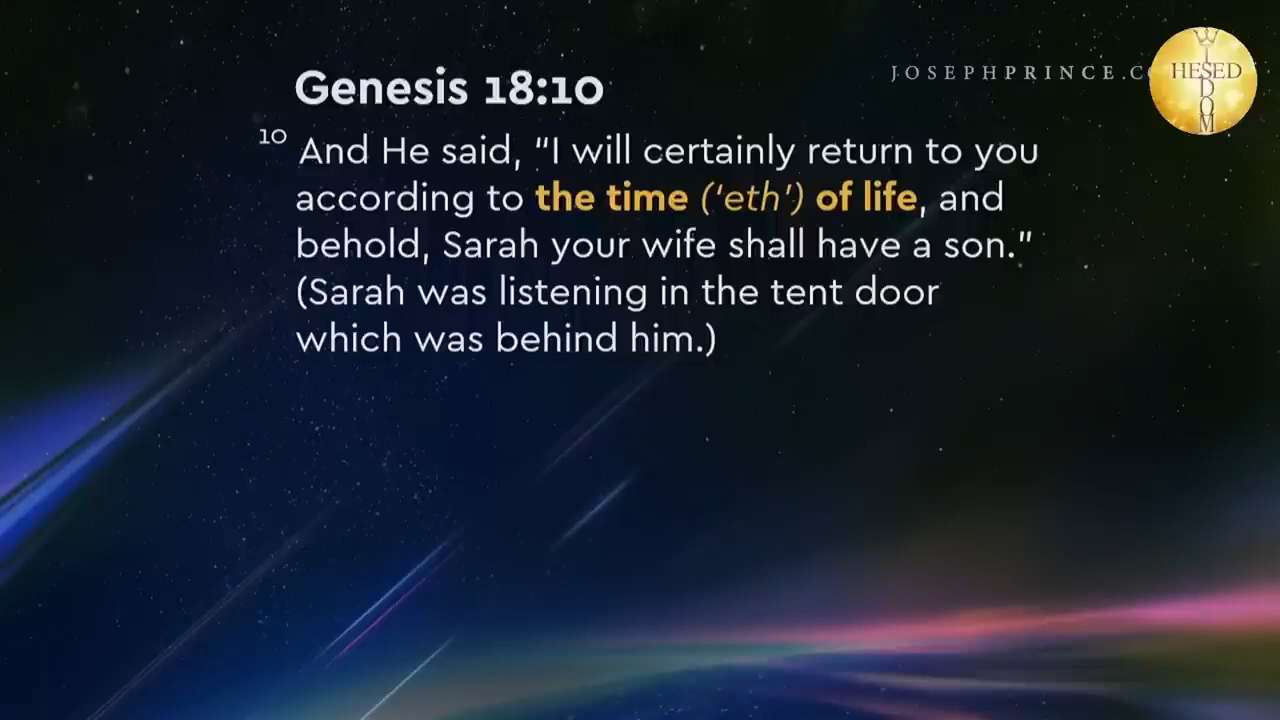 JOSEPHPRINCE.C
HESED
WISDOM
Genesis 18:10
10 And He said, “I will certainly return to you
according to the time (‘eth’) of life, and
behold, Sarah your wife shall have a son.”
(Sarah was listening in the tent door
which was behind him.)